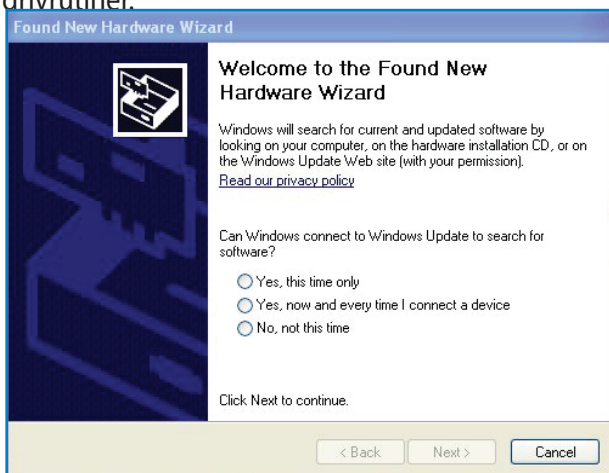 drivrutiner.
Found New Hardware Wizard
Welcome to the Found New
Hardware Wizard
Windows will search for current and updated software by
looking on your computer, on the hardware installation CD, or on
the Windows Update Web site (with your permission).
Read our privacy policy
Can Windows connect to Windows Update to search for
software?
Yes, this time only
Yes, now and every time I connect a device
No, not this time
Click Next to continue.
< Back
Next >
Cancel